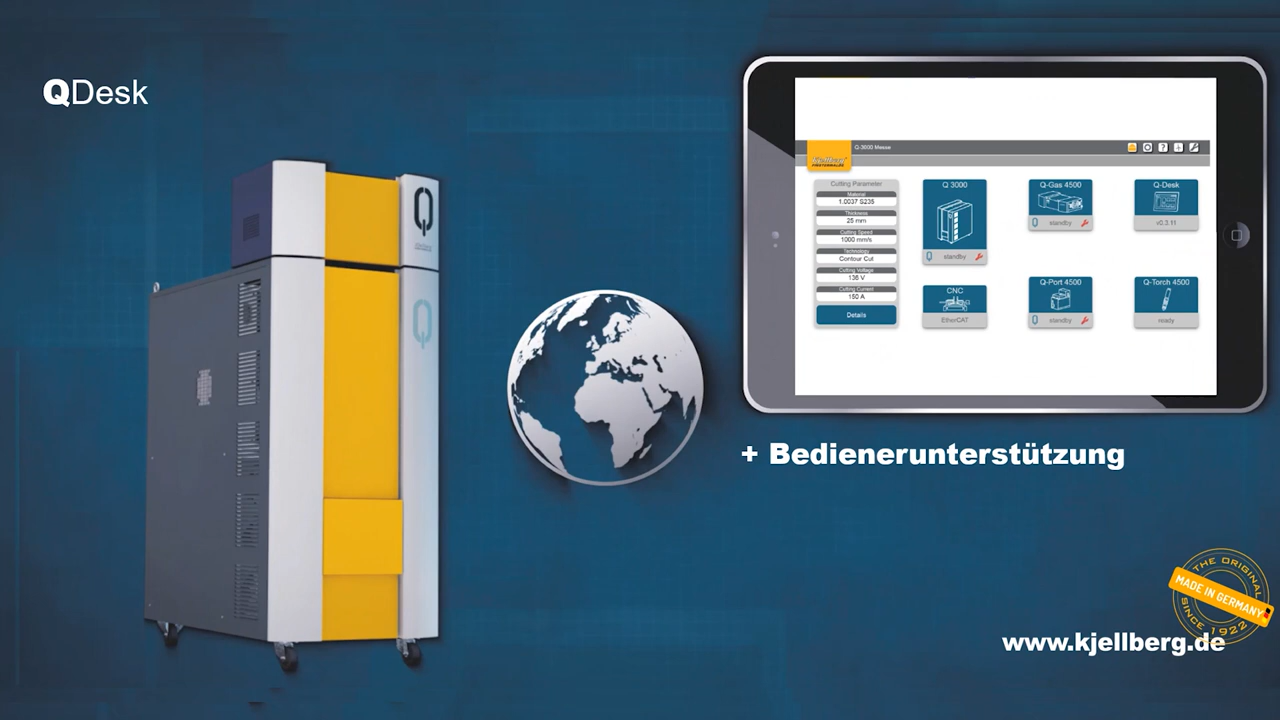 QDesk
Kjellberg
FINSTERWALDE
Q-3000 Messe
Cutting Parameter
Material
1.0037 S235
Thickness
25 mm
Cutting Speed
1000 mm/s
Technology
Contour Cut
Cutting Voltage
136 V
Cutting Current
150 A
Details
Q 3000
standby
Q-Gas 4500
standby
Q-Desk
v0.3.11
CNC
EtherCAT
Q-Port 4500
standby
Q-Torch 4500
ready
+ Bedienerunterstützung
THE ORIGINAL
MADE IN GERMANY
SINCE 1922
www.kjellberg.de